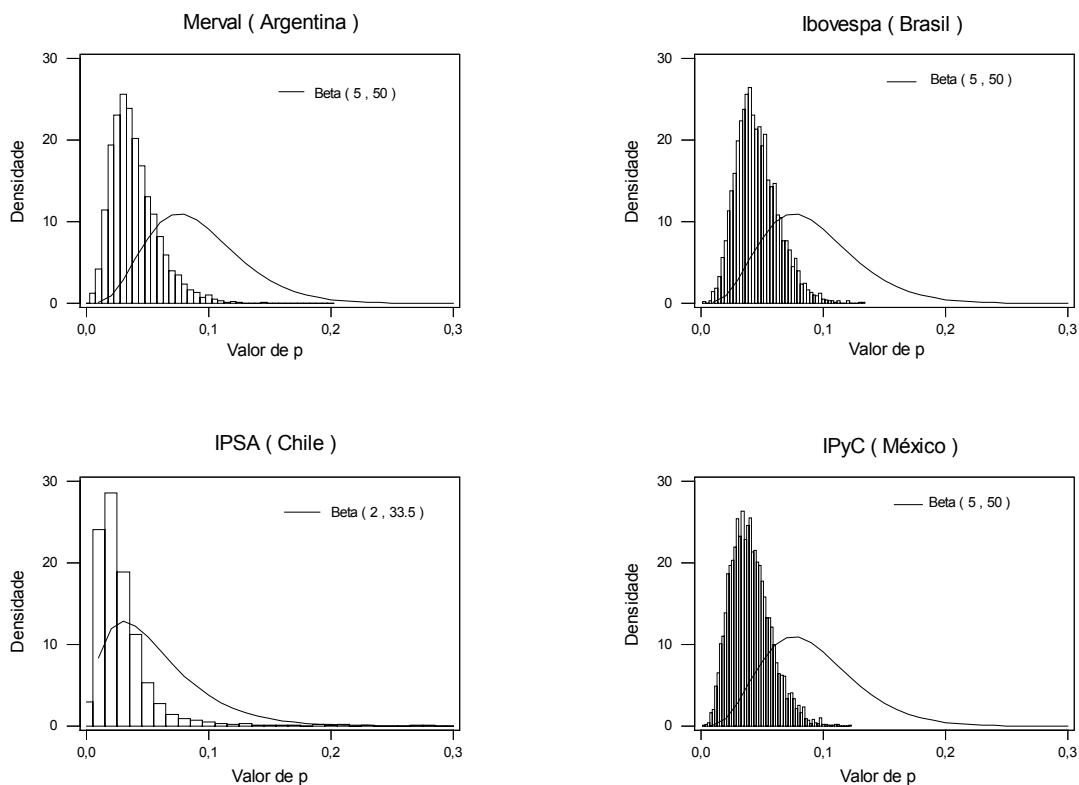 Merval ( Argentina )
30
20
10
0
Densidade
Beta ( 5 , 50 )
0,0
0,1
0,2
0,3
Valor de p
Ibovespa ( Brasil )
30
20
10
0
Densidade
Beta ( 5 , 50 )
0,0
0,1
0,2
0,3
Valor de p
IPSA ( Chile )
30
20
10
0
Densidade
Beta ( 2 , 33.5 )
0,0
0,1
0,2
0,3
Valor de p
IPyC ( México )
30
20
10
0
Densidade
Beta ( 5 , 50 )
0,0
0,1
0,2
0,3
Valor de p